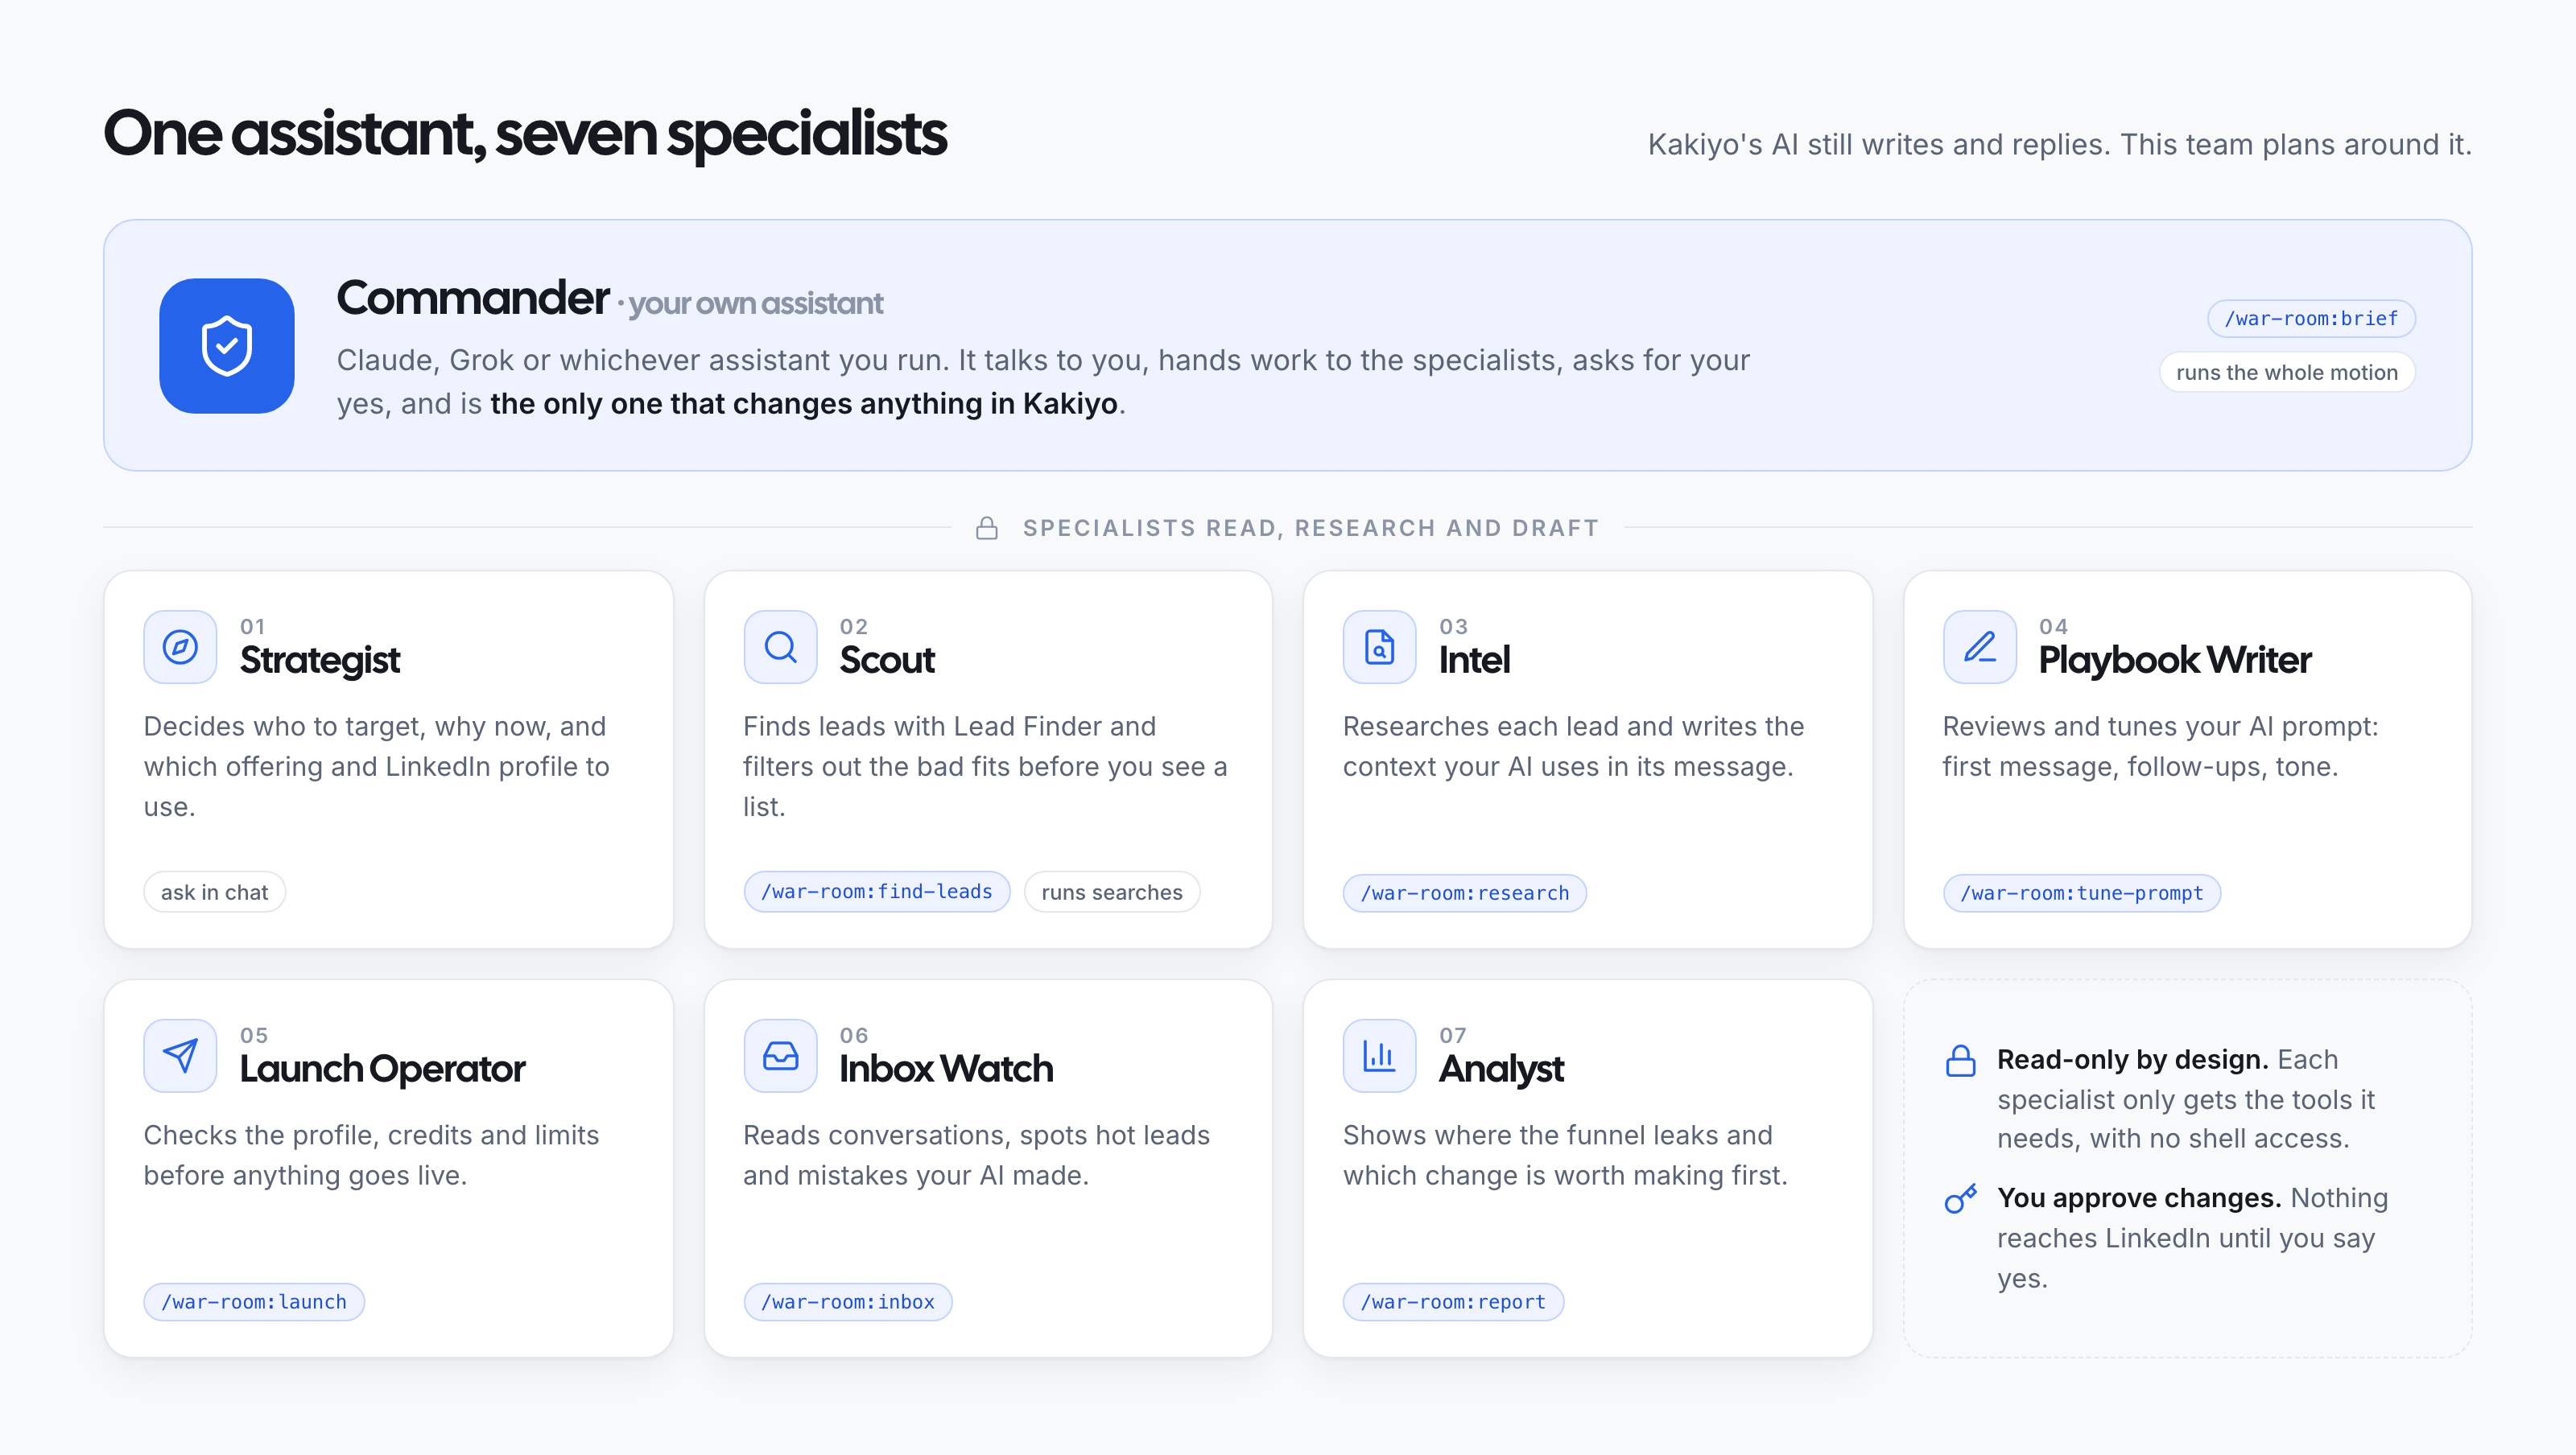 One assistant, seven specialists
Kakiyo's AI still writes and replies. This team plans around it.
Commander · your own assistant
Claude, Grok or whichever assistant you run. It talks to you, hands work to the specialists, asks for your
yes, and is the only one that changes anything in Kakiyo.
/war-room:brief
runs the whole motion
SPECIALISTS READ, RESEARCH AND DRAFT
01
Strategist
Decides who to target, why now, and
which offering and LinkedIn profile to
use.
ask in chat
02
Scout
Finds leads with Lead Finder and
filters out the bad fits before you see a
list.
/war-room:find-leads
runs searches
03
Intel
Researches each lead and writes the
context your AI uses in its message.
/war-room:research
04
Playbook Writer
Reviews and tunes your AI prompt:
first message, follow-ups, tone.
/war-room:tune-prompt
05
Launch Operator
Checks the profile, credits and limits
before anything goes live.
/war-room:launch
06
Inbox Watch
Reads conversations, spots hot leads
and mistakes your AI made.
/war-room:inbox
07
Analyst
Shows where the funnel leaks and
which change is worth making first.
/war-room:report
Read-only by design. Each
specialist only gets the tools it
needs, with no shell access.
You approve changes. Nothing
reaches LinkedIn until you say
yes.